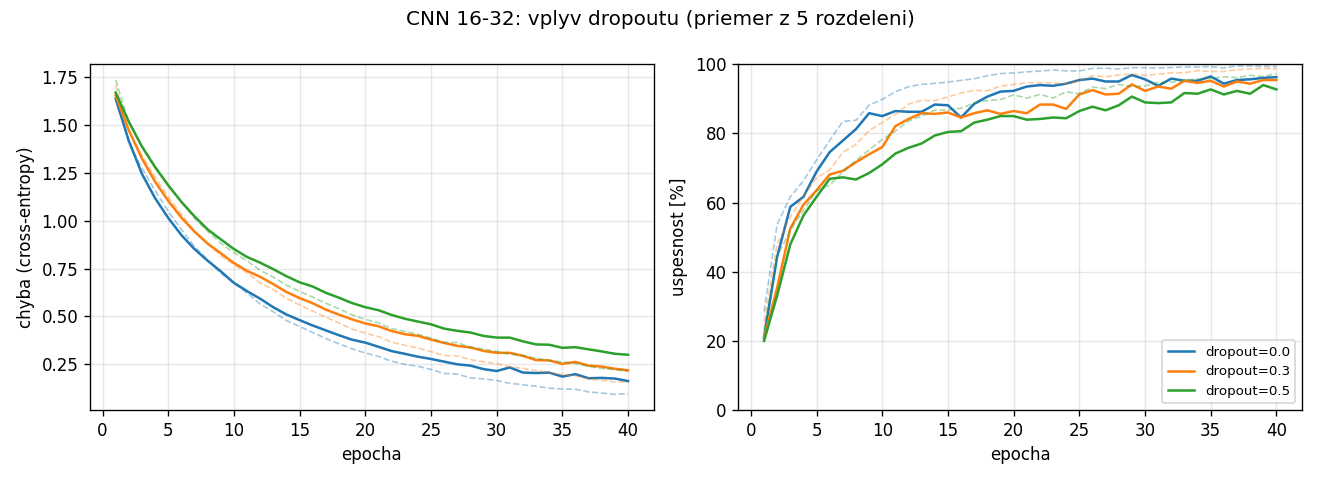 CNN 16-32: vplyv dropoutu (priemer z 5 rozdeleni)
chyba (cross-entropy)
1.75
1.50
1.25
1.00
0.75
0.50
0.25
0 5 10 15 20 25 30 35 40
epocha
uspesnost [%]
100
80
60
40
20
0
dropout=0.0
dropout=0.3
dropout=0.5
0 5 10 15 20 25 30 35 40
epocha